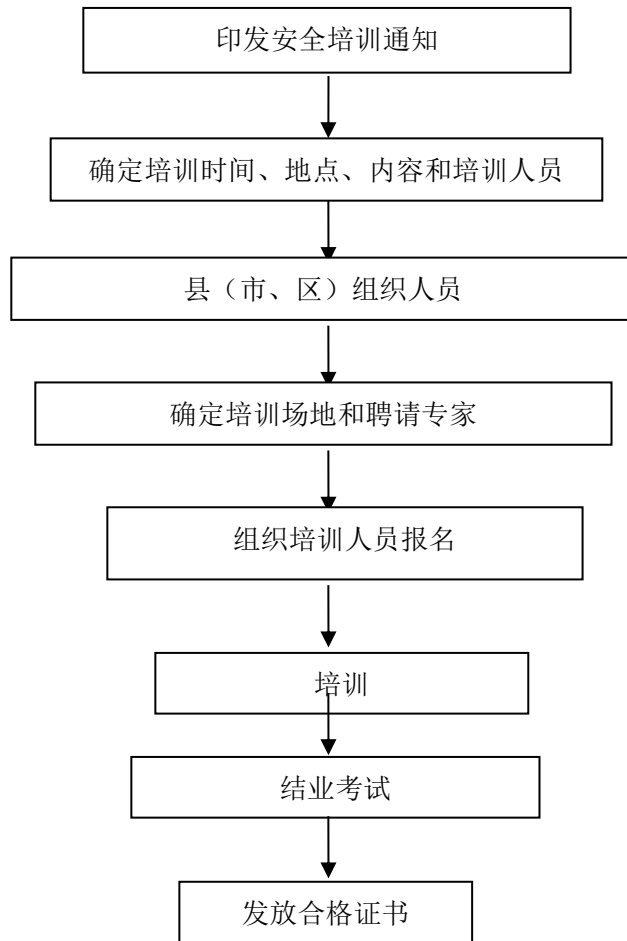 印发安全培训通知
确定培训时间、地点、内容和培训人员
县（市、区）组织人员
确定培训场地和聘请专家
组织培训人员报名
培训
结业考试
发放合格证书